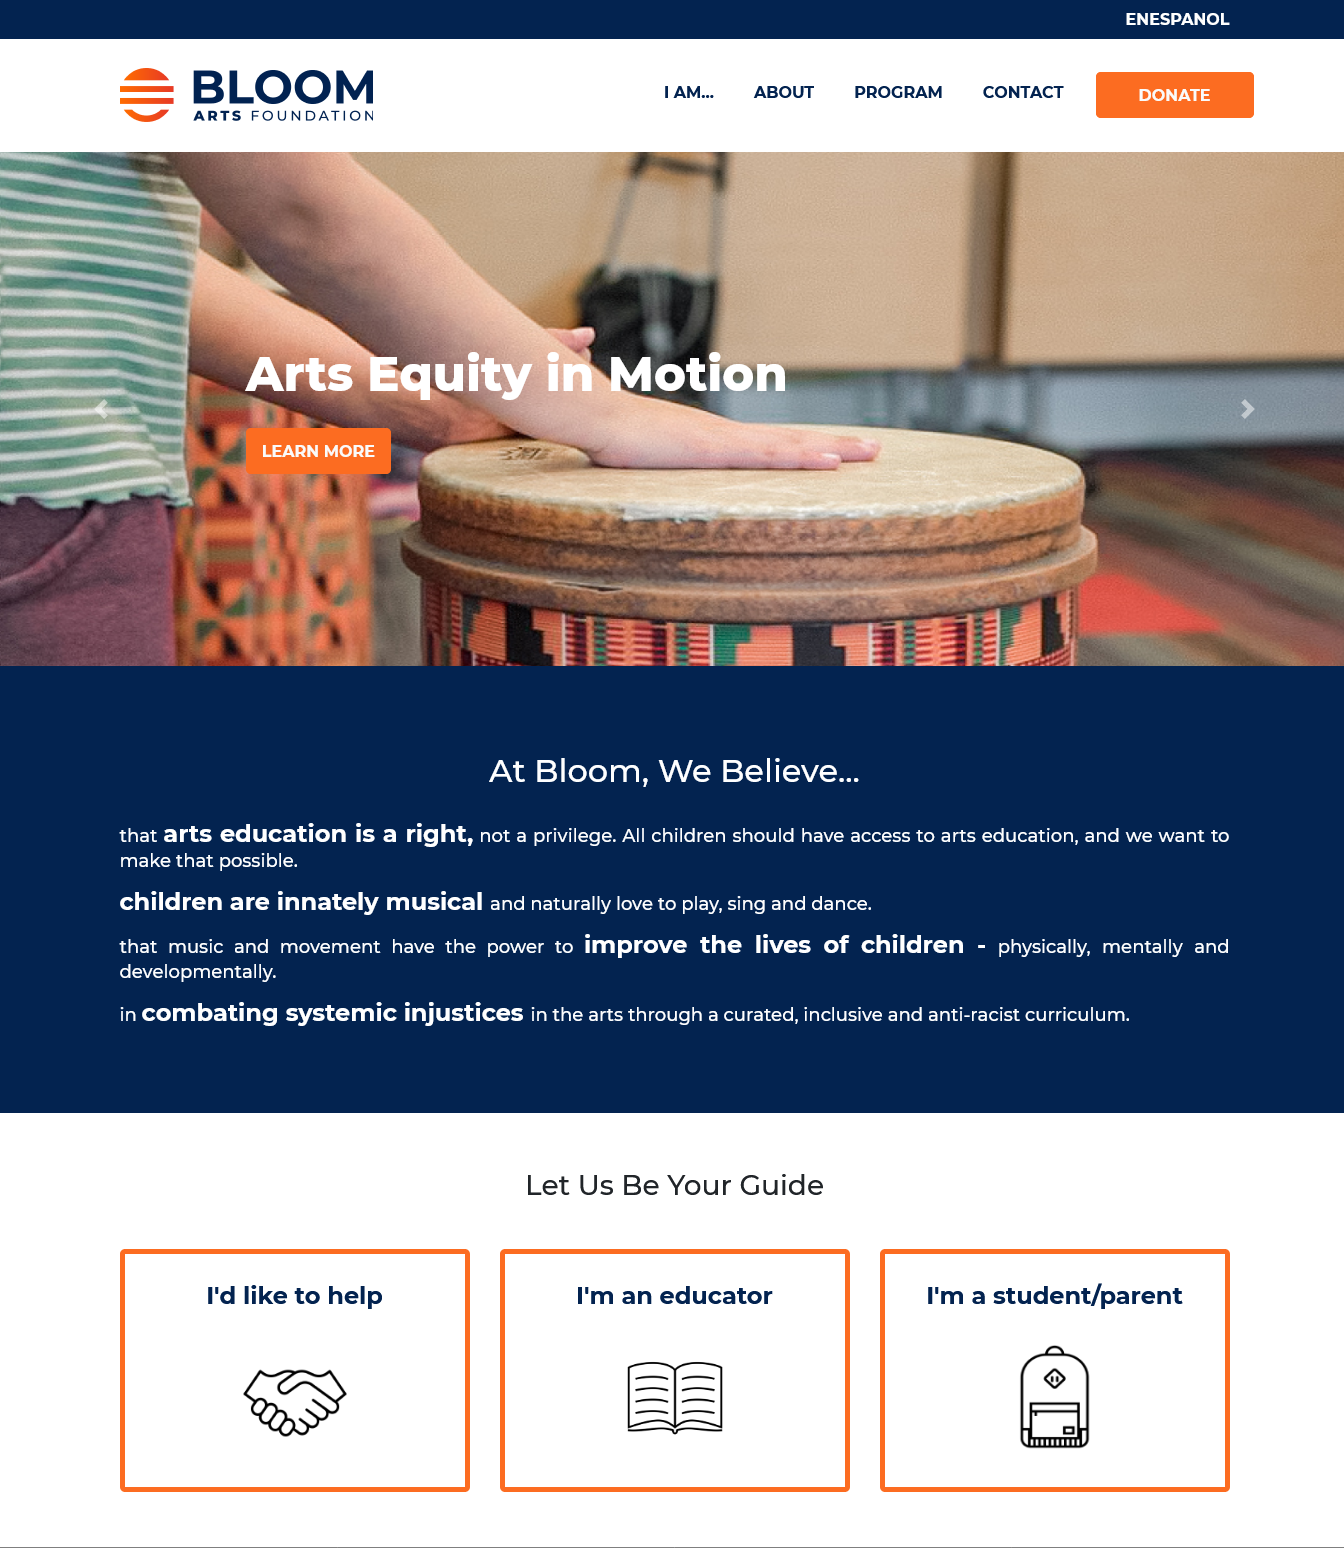 ENESPANOL
BLOOM
ARTS FOUNDATION
I AM...
ABOUT
PROGRAM
CONTACT
DONATE
Arts Equity in Motion
LEARN MORE
At Bloom, We Believe...
that arts education is a right, not a privilege. All children should have access to arts education, and we want to
make that possible.
children are innately musical and naturally love to play, sing and dance.
that music and movement have the power to improve the lives of children - physically, mentally and
developmentally.
in combating systemic injustices in the arts through a curated, inclusive and anti-racist curriculum.
Let Us Be Your Guide
I'd like to help
I'm an educator
I'm a student/parent